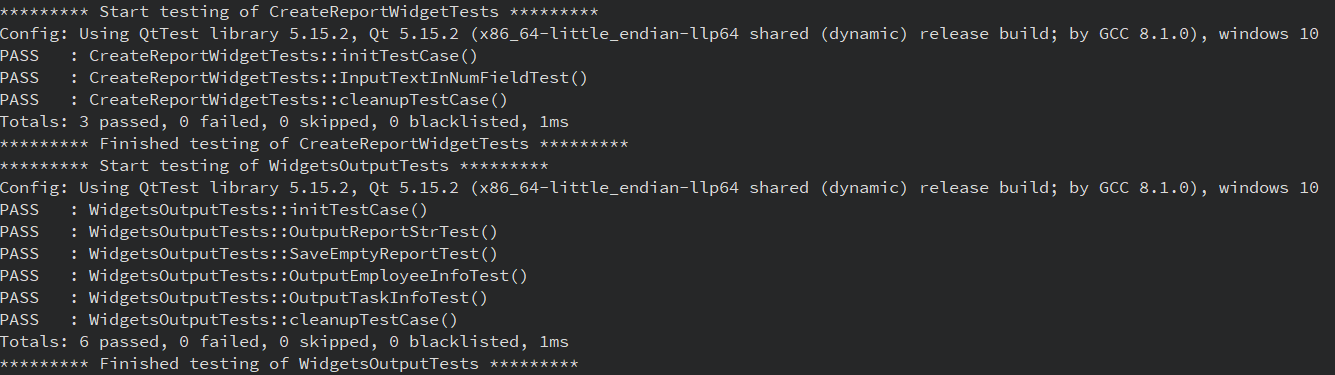 ********* Start testing of CreateReportWidgetTests *********
Config: Using QtTest library 5.15.2, Qt 5.15.2 (x86_64-little_endian-llp64 shared (dynamic) release build; by GCC 8.1.0), windows 10
PASS   : CreateReportWidgetTests::initTestCase()
PASS   : CreateReportWidgetTests::InputTextInNumFieldTest()
PASS   : CreateReportWidgetTests::cleanupTestCase()
Totals: 3 passed, 0 failed, 0 skipped, 0 blacklisted, 1ms
********* Finished testing of CreateReportWidgetTests *********
********* Start testing of WidgetsOutputTests *********
Config: Using QtTest library 5.15.2, Qt 5.15.2 (x86_64-little_endian-llp64 shared (dynamic) release build; by GCC 8.1.0), windows 10
PASS   : WidgetsOutputTests::initTestCase()
PASS   : WidgetsOutputTests::OutputReportStrTest()
PASS   : WidgetsOutputTests::SaveEmptyReportTest()
PASS   : WidgetsOutputTests::OutputEmployeeInfoTest()
PASS   : WidgetsOutputTests::OutputTaskInfoTest()
PASS   : WidgetsOutputTests::cleanupTestCase()
Totals: 6 passed, 0 failed, 0 skipped, 0 blacklisted, 1ms
********* Finished testing of WidgetsOutputTests *********